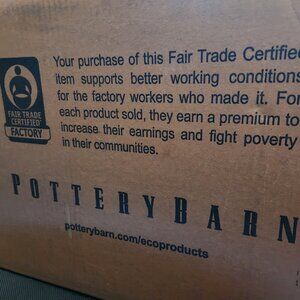 FAIR TRADE
CERTIFIED
FACTORY
Your purchase of this Fair Trade Certified
item supports better working conditions
for the factory workers who made it. For
each product sold, they earn a premium to
increase their earnings and fight poverty
in their communities.
POTTERY BARN
potterybarn.com/ecoproducts